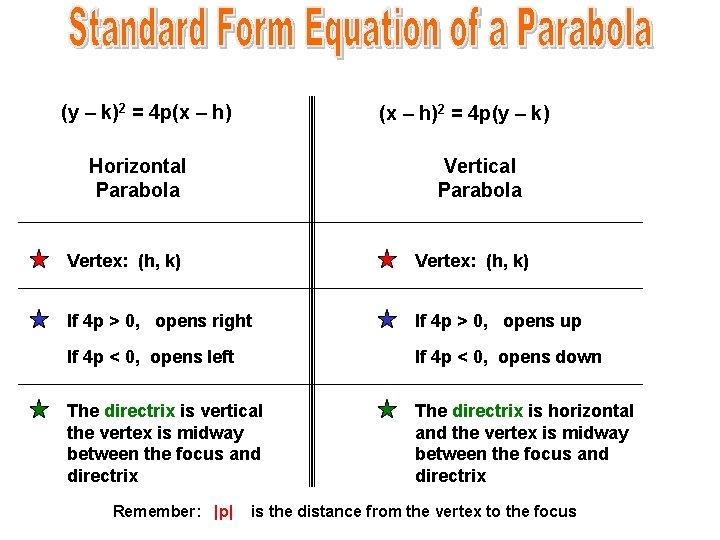 Standard Form Equation of a Parabola
(y – k)² = 4p(x – h)
Horizontal
Parabola
Vertex: (h, k)
If 4p > 0, opens right
If 4p < 0, opens left
The directrix is vertical
the vertex is midway
between the focus and
directrix
(x – h)² = 4p(y – k)
Vertical
Parabola
Vertex: (h, k)
If 4p > 0, opens up
If 4p < 0, opens down
The directrix is horizontal
and the vertex is midway
between the focus and
directrix
Remember: |p| is the distance from the vertex to the focus